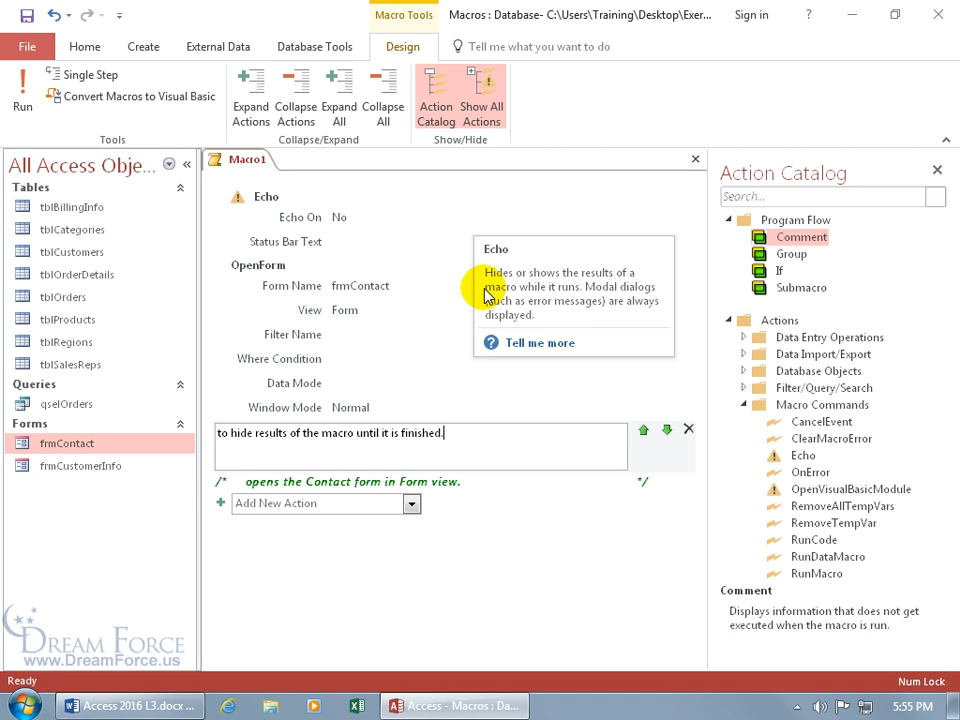 Macro Tools
Macros : Database- C:\Users\Training\Desktop\Exer...
Sign in
?
File
Home
Create
External Data
Database Tools
Design
Tell me what you want to do
Run
Single Step
Convert Macros to Visual Basic
Tools
Expand Actions
Collapse Actions
Expand All
Collapse All
Collapse/Expand
Action Catalog
Show All Actions
Show/Hide
All Access Obje...
Tables
tblBillingInfo
tblCategories
tblCustomers
tblOrderDetails
tblOrders
tblProducts
tblRegions
tblSalesReps
Queries
qselOrders
Forms
frmContact
frmCustomerInfo
DREAM FORCE
www.DreamForce.us
Macro1
Echo
Echo On No
Status Bar Text
OpenForm
Form Name frmContact
View Form
Filter Name
Where Condition
Data Mode
Window Mode Normal
to hide results of the macro until it is finished.
/* opens the Contact form in Form view. */
Add New Action
Echo
Hides or shows the results of a
macro while it runs. Modal dialogs
(such as error messages) are always
displayed.
Tell me more
Action Catalog
Search...
Program Flow
Comment
Group
If
Submacro
Actions
Data Entry Operations
Data Import/Export
Database Objects
Filter/Query/Search
Macro Commands
CancelEvent
ClearMacroError
Echo
OnError
OpenVisualBasicModule
RemoveAllTempVars
RemoveTempVar
RunCode
RunDataMacro
RunMacro
Comment
Displays information that does not get
executed when the macro is run.
Ready
Num Lock
Access 2016 L3.docx ...
Access - Macros : Da...
5:55 PM